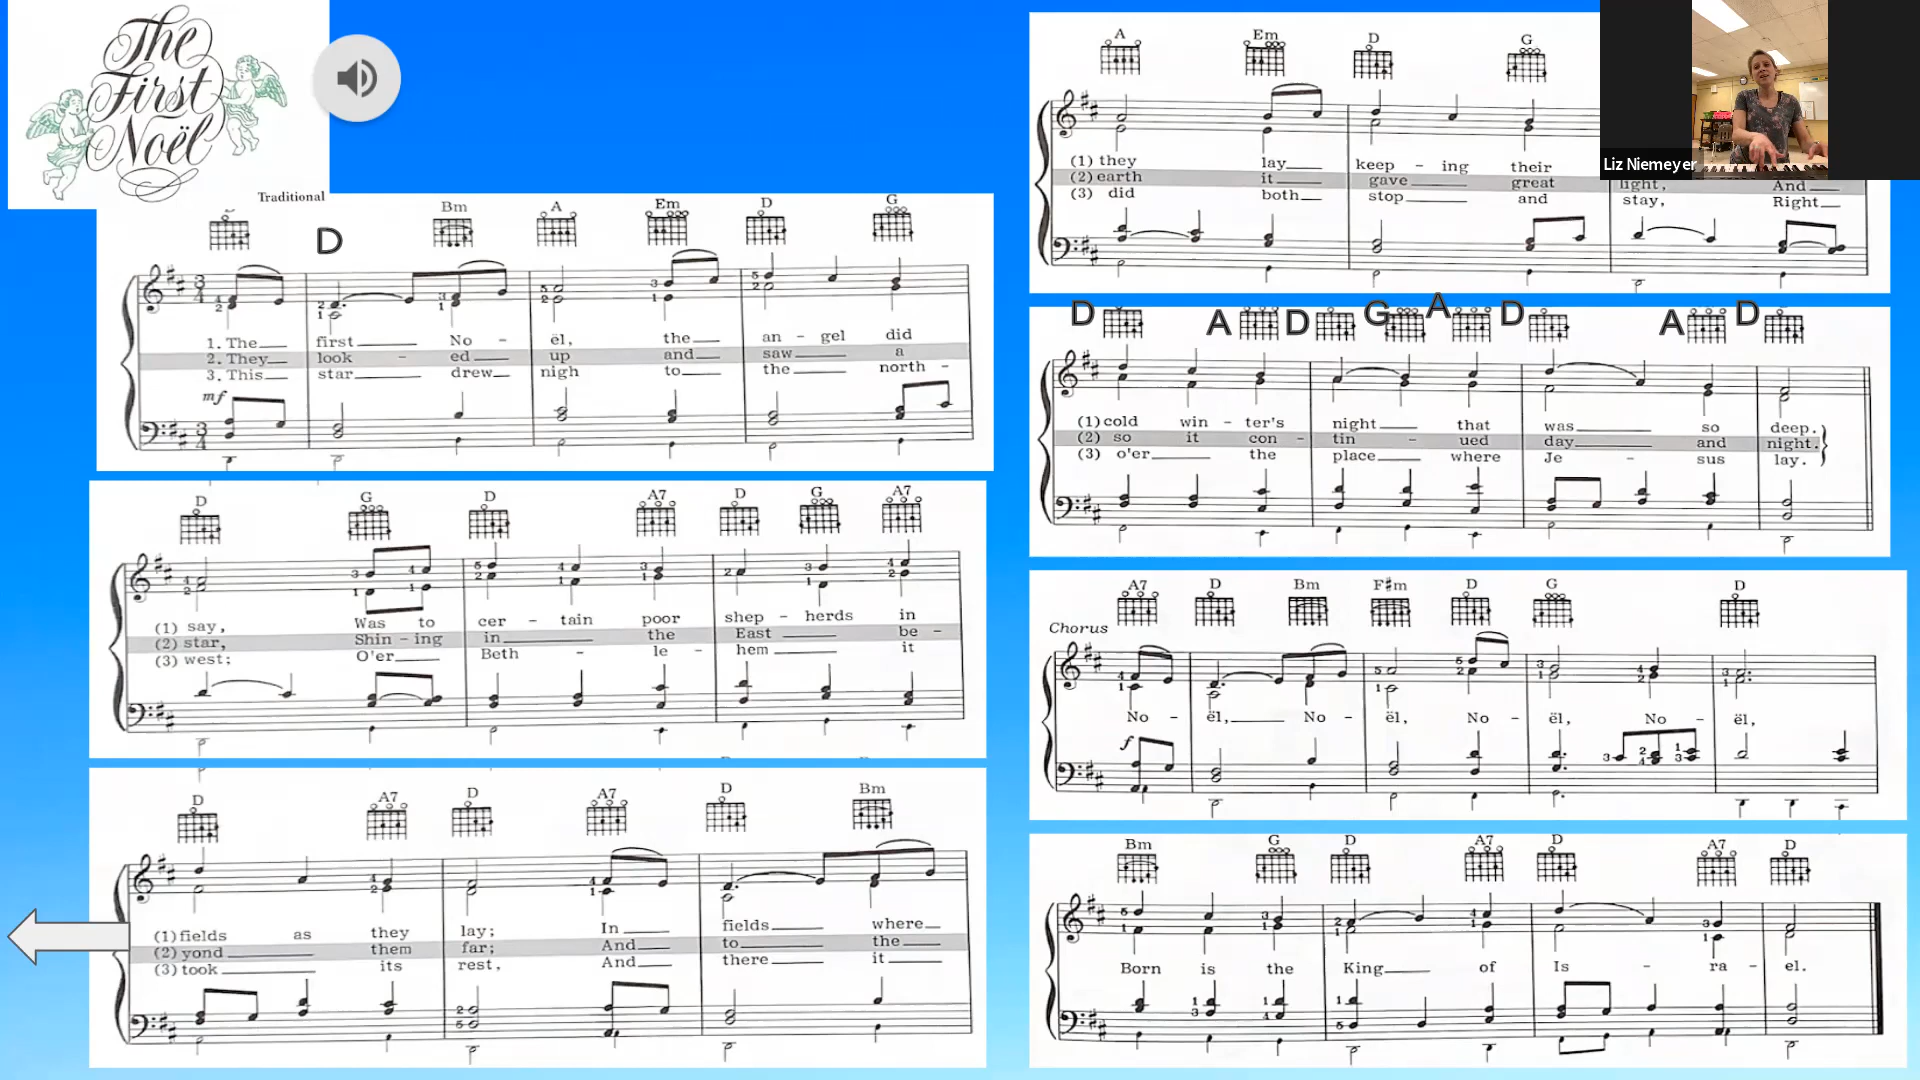 The
First
Noël
Traditional
Bm A Em D G
D
1. The first No - ël, the an - gel did
2. They look - ed up and saw a
3. This star drew nigh to the north -
mf
D G D A7 D G A7
(1) say, Was to cer - tain poor shep - herds in
(2) star, Shin - ing in the East be -
(3) west; O'er Beth - le - hem it
D A7 D A7 D Bm
(1) fields as they lay; In fields where
(2) yond them far; And to the
(3) took its rest, And there it
A Em D G
(1) they lay keep - ing their
(2) earth it gave great light, And
(3) did both stop and stay, Right
Liz Niemeyer
D A D G A D A D
(1) cold win - ter's night that was so deep.
(2) so it con - tin - ued day and night.
(3) o'er the place where Je - sus lay.
A7 D Bm F#m D G D
Chorus
No - ël, No - ël, No - ël, No - ël,
f
Bm G D A7 D A7 D
Born is the King of Is - ra - el.